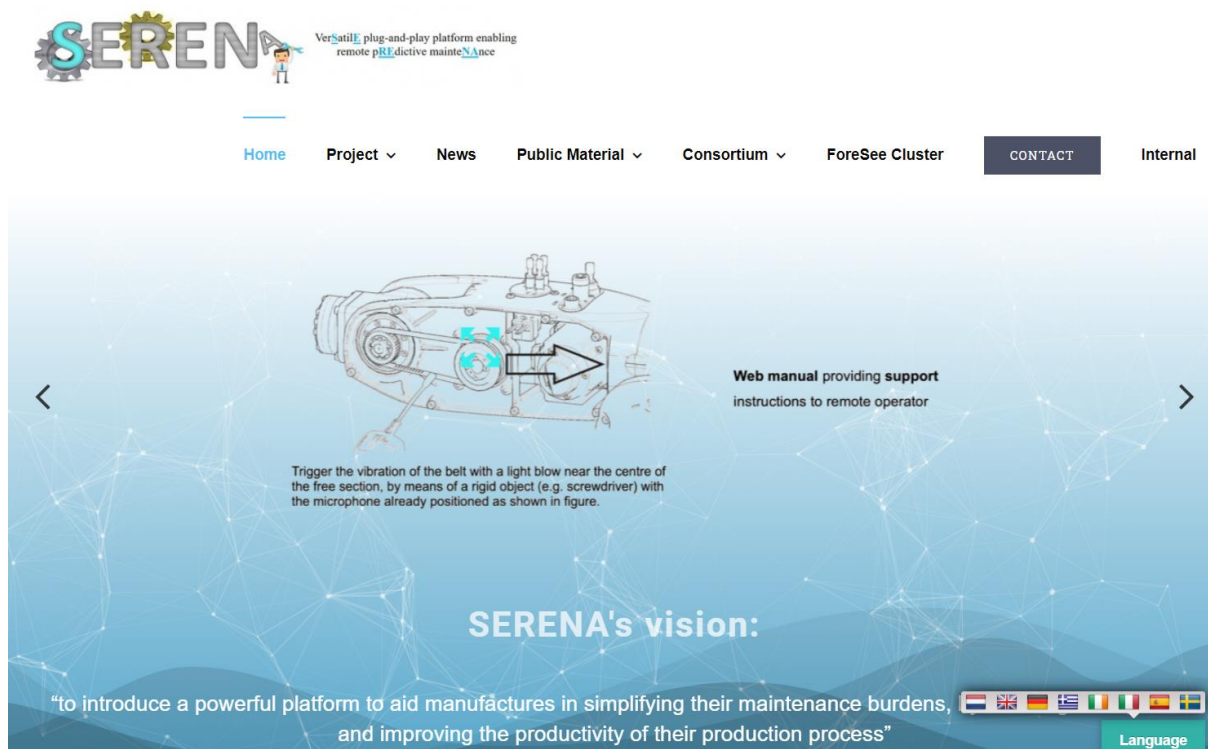 SERENA
VerSatilE plug-and-play platform enabling
remote pREdictive mainteNAnce
Home Project News Public Material Consortium ForeSee Cluster CONTACT Internal
Web manual providing support
instructions to remote operator
Trigger the vibration of the belt with a light blow near the centre of
the free section, by means of a rigid object (e.g. screwdriver) with
the microphone already positioned as shown in figure.
SERENA's vision:
“to introduce a powerful platform to aid manufactures in simplifying their maintenance burdens,
and improving the productivity of their production process”
Language